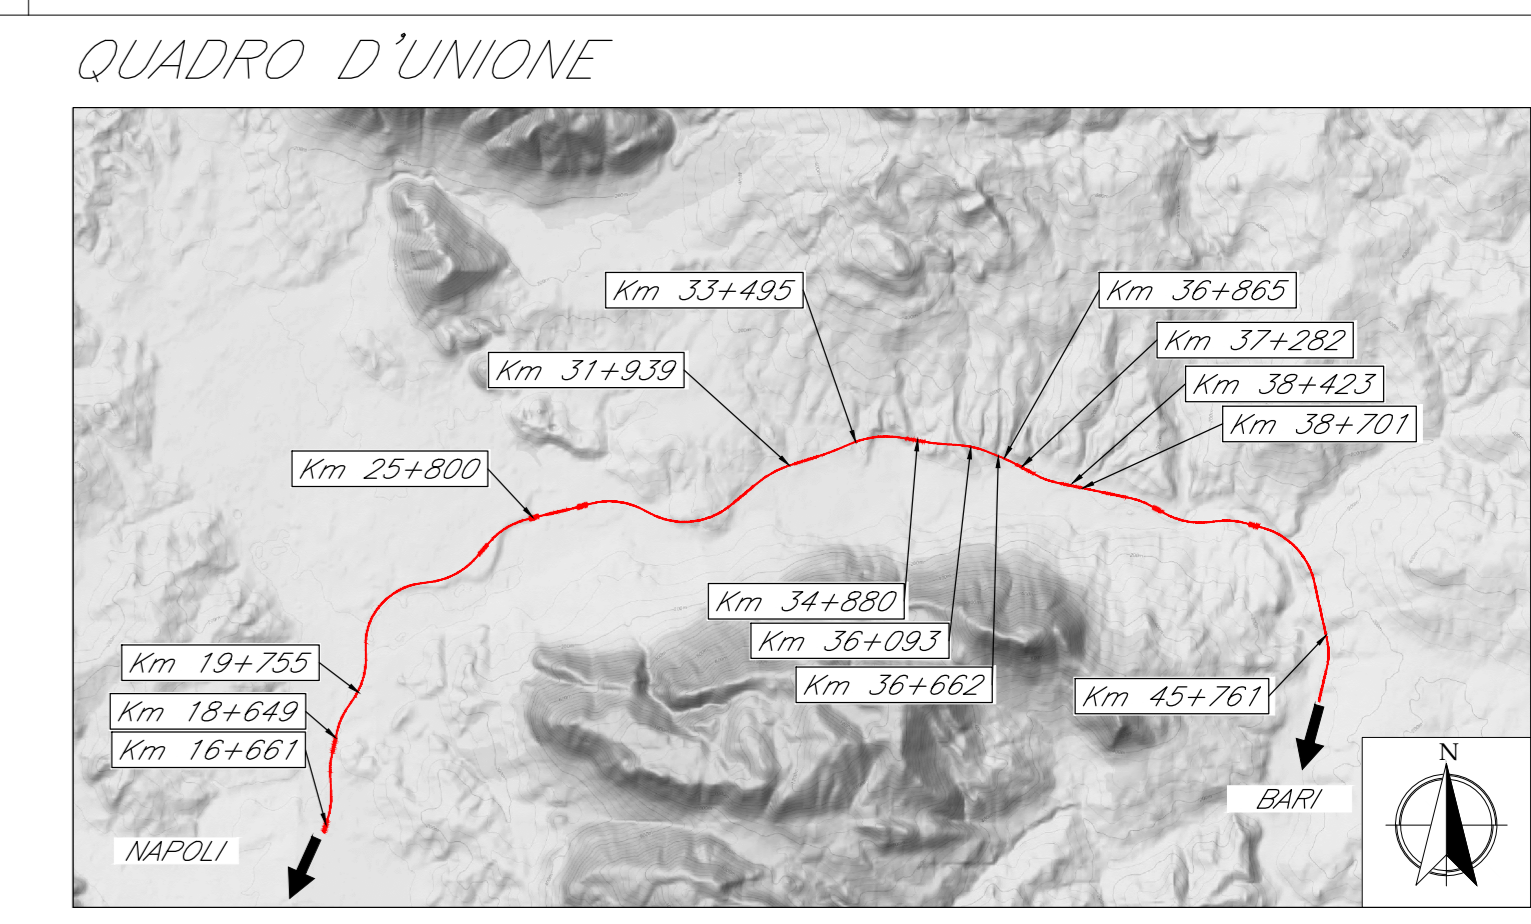 QUADRO D'UNIONE
Km 33+495
Km 36+865
Km 37+282
Km 31+939
Km 38+423
Km 38+701
Km 25+800
Km 34+880
Km 36+093
Km 19+755
Km 36+662
Km 45+761
Km 18+649
Km 16+661
N
BARI
NAPOLI